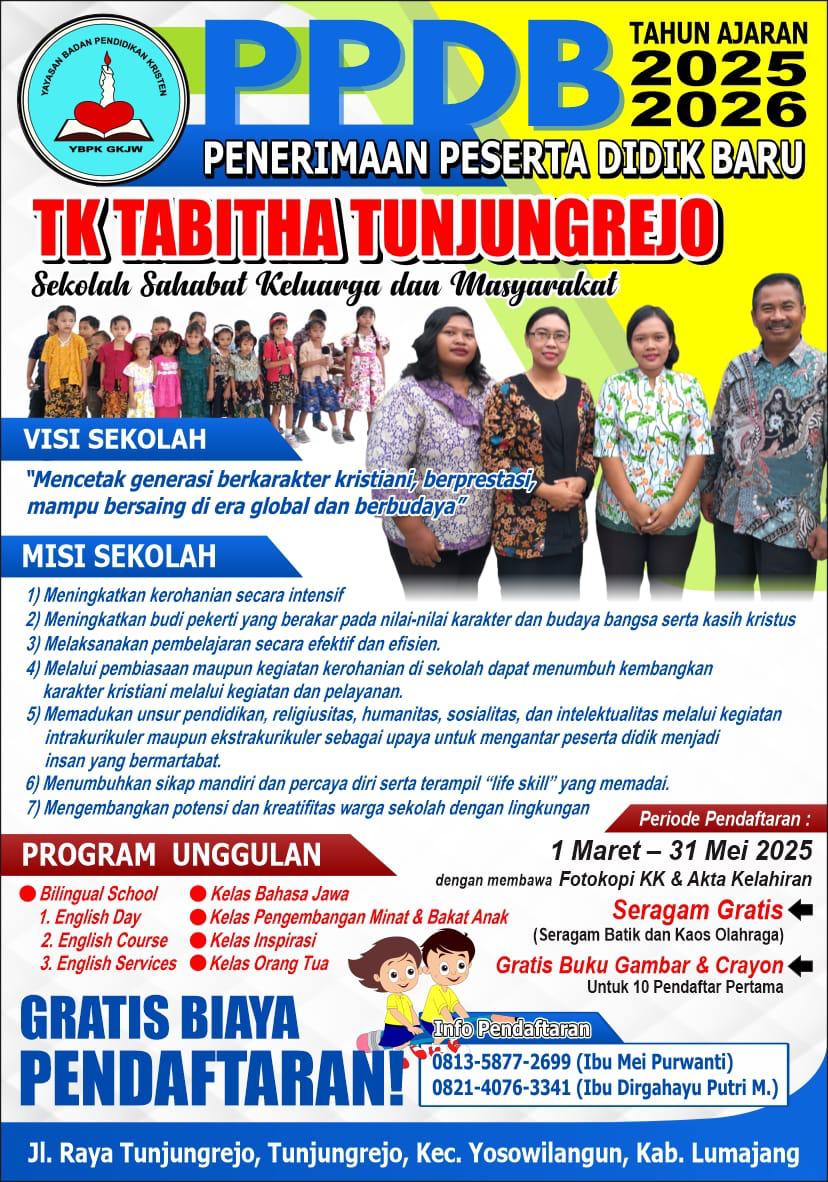 YAYASAN BADAN PENDIDIKAN KRISTEN
YBPK GKJW
PPDB
TAHUN AJARAN
2025
2026
PENERIMAAN PESERTA DIDIK BARU
TK TABITHA TUNJUNGREJO
Sekolah Sahabat Keluarga dan Masyarakat
VISI SEKOLAH
"Mencetak generasi berkarakter kristiani, berprestasi,
mampu bersaing di era global dan berbudaya"
MISI SEKOLAH
1) Meningkatkan kerohanian secara intensif
2) Meningkatkan budi pekerti yang berakar pada nilai-nilai karakter dan budaya bangsa serta kasih kristus
3) Melaksanakan pembelajaran secara efektif dan efisien.
4) Melalui pembiasaan maupun kegiatan kerohanian di sekolah dapat menumbuh kembangkan
karakter kristiani melalui kegiatan dan pelayanan.
5) Memadukan unsur pendidikan, religiusitas, humanitas, sosialitas, dan intelektualitas melalui kegiatan
intrakurikuler maupun ekstrakurikuler sebagai upaya untuk mengantar peserta didik menjadi
insan yang bermartabat.
6) Menumbuhkan sikap mandiri dan percaya diri serta terampil "life skill" yang memadai.
7) Mengembangkan potensi dan kreatifitas warga sekolah dengan lingkungan
Periode Pendaftaran :
1 Maret – 31 Mei 2025
dengan membawa Fotokopi KK & Akta Kelahiran
Seragam Gratis
(Seragam Batik dan Kaos Olahraga)
Gratis Buku Gambar & Crayon
Untuk 10 Pendaftar Pertama
PROGRAM UNGGULAN
● Bilingual School
1. English Day
2. English Course
3. English Services
● Kelas Bahasa Jawa
● Kelas Pengembangan Minat & Bakat Anak
● Kelas Inspirasi
● Kelas Orang Tua
GRATIS BIAYA
PENDAFTARAN!
Info Pendaftaran
0813-5877-2699 (Ibu Mei Purwanti)
0821-4076-3341 (Ibu Dirgahayu Putri M.)
Jl. Raya Tunjungrejo, Tunjungrejo, Kec. Yosowilangun, Kab. Lumajang